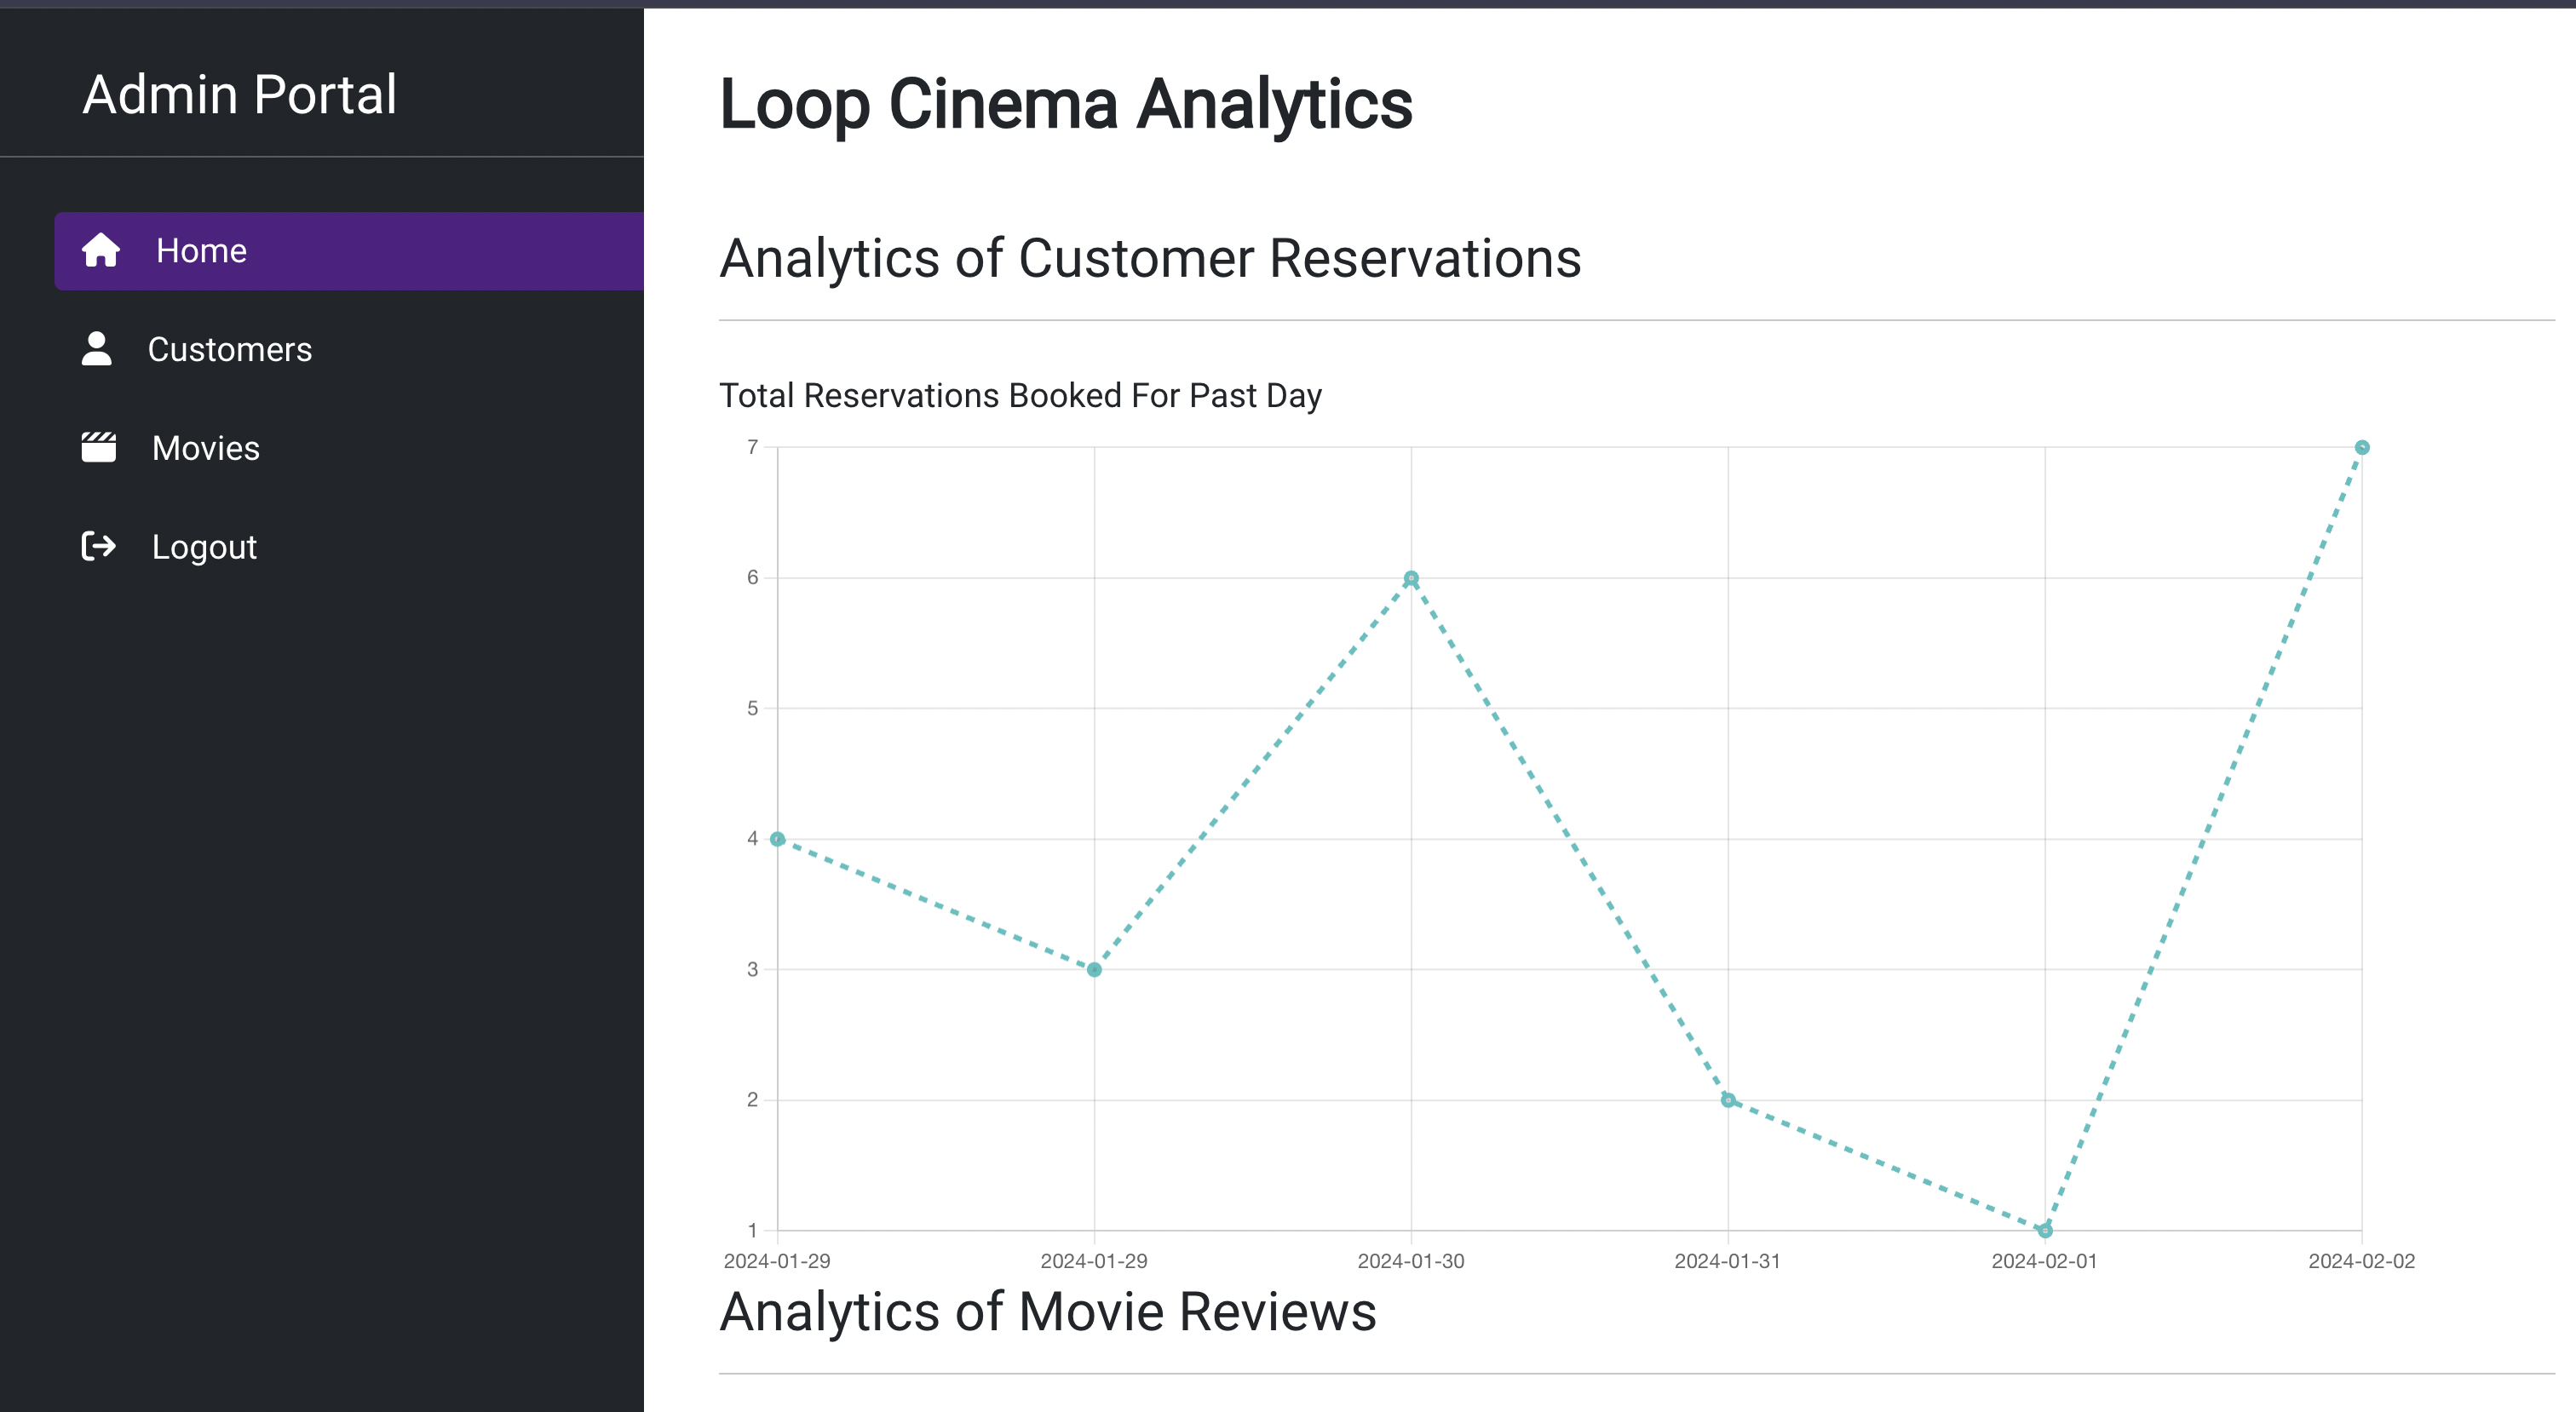 Admin Portal
Home
Customers
Movies
Logout
Loop Cinema Analytics
Analytics of Customer Reservations
Total Reservations Booked For Past Day
7
6
5
4
3
2
1
2024-01-29 2024-01-29 2024-01-30 2024-01-31 2024-02-01 2024-02-02
Analytics of Movie Reviews